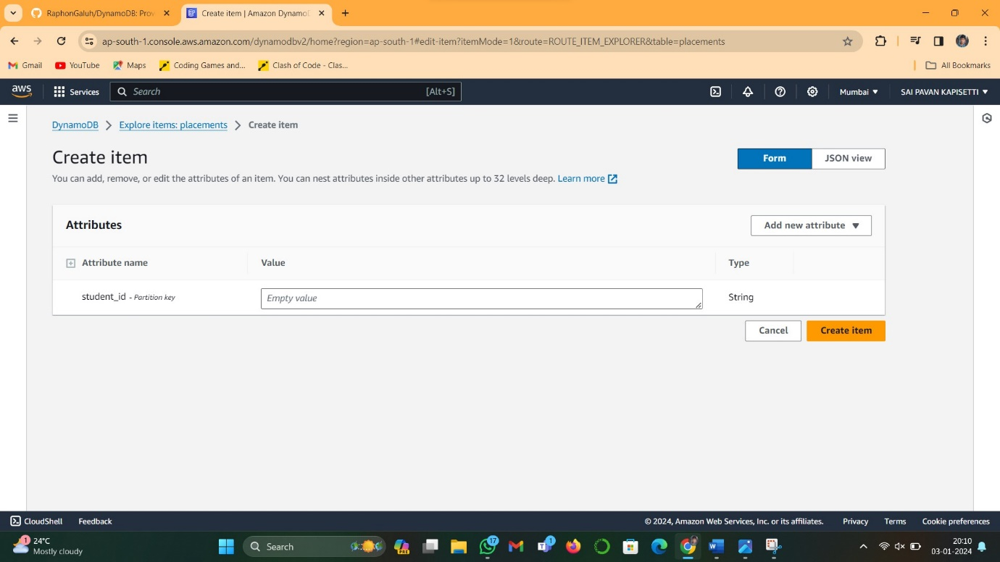 RaphonGaluh/DynamoDB: Prov
Create item | Amazon DynamoD
ap-south-1.console.aws.amazon.com/dynamodbv2/home?region=ap-south-1#edit-item?itemMode=1&route=ROUTE_ITEM_EXPLORER&table=placements
Gmail YouTube Maps Coding Games and... Clash of Code - Clas... All Bookmarks
aws Services Search [Alt+S] Mumbai ▼ SAI PAVAN KAPISETTI ▼
DynamoDB > Explore items: placements > Create item
Create item
Form JSON view
You can add, remove, or edit the attributes of an item. You can nest attributes inside other attributes up to 32 levels deep. Learn more
Attributes
Add new attribute ▼
Attribute name Value Type
student_id - Partition key Empty value String
Cancel Create item
CloudShell Feedback © 2024, Amazon Web Services, Inc. or its affiliates. Privacy Terms Cookie preferences
1 24°C
Mostly cloudy
Search
PRE
17
1
20:10
03-01-2024